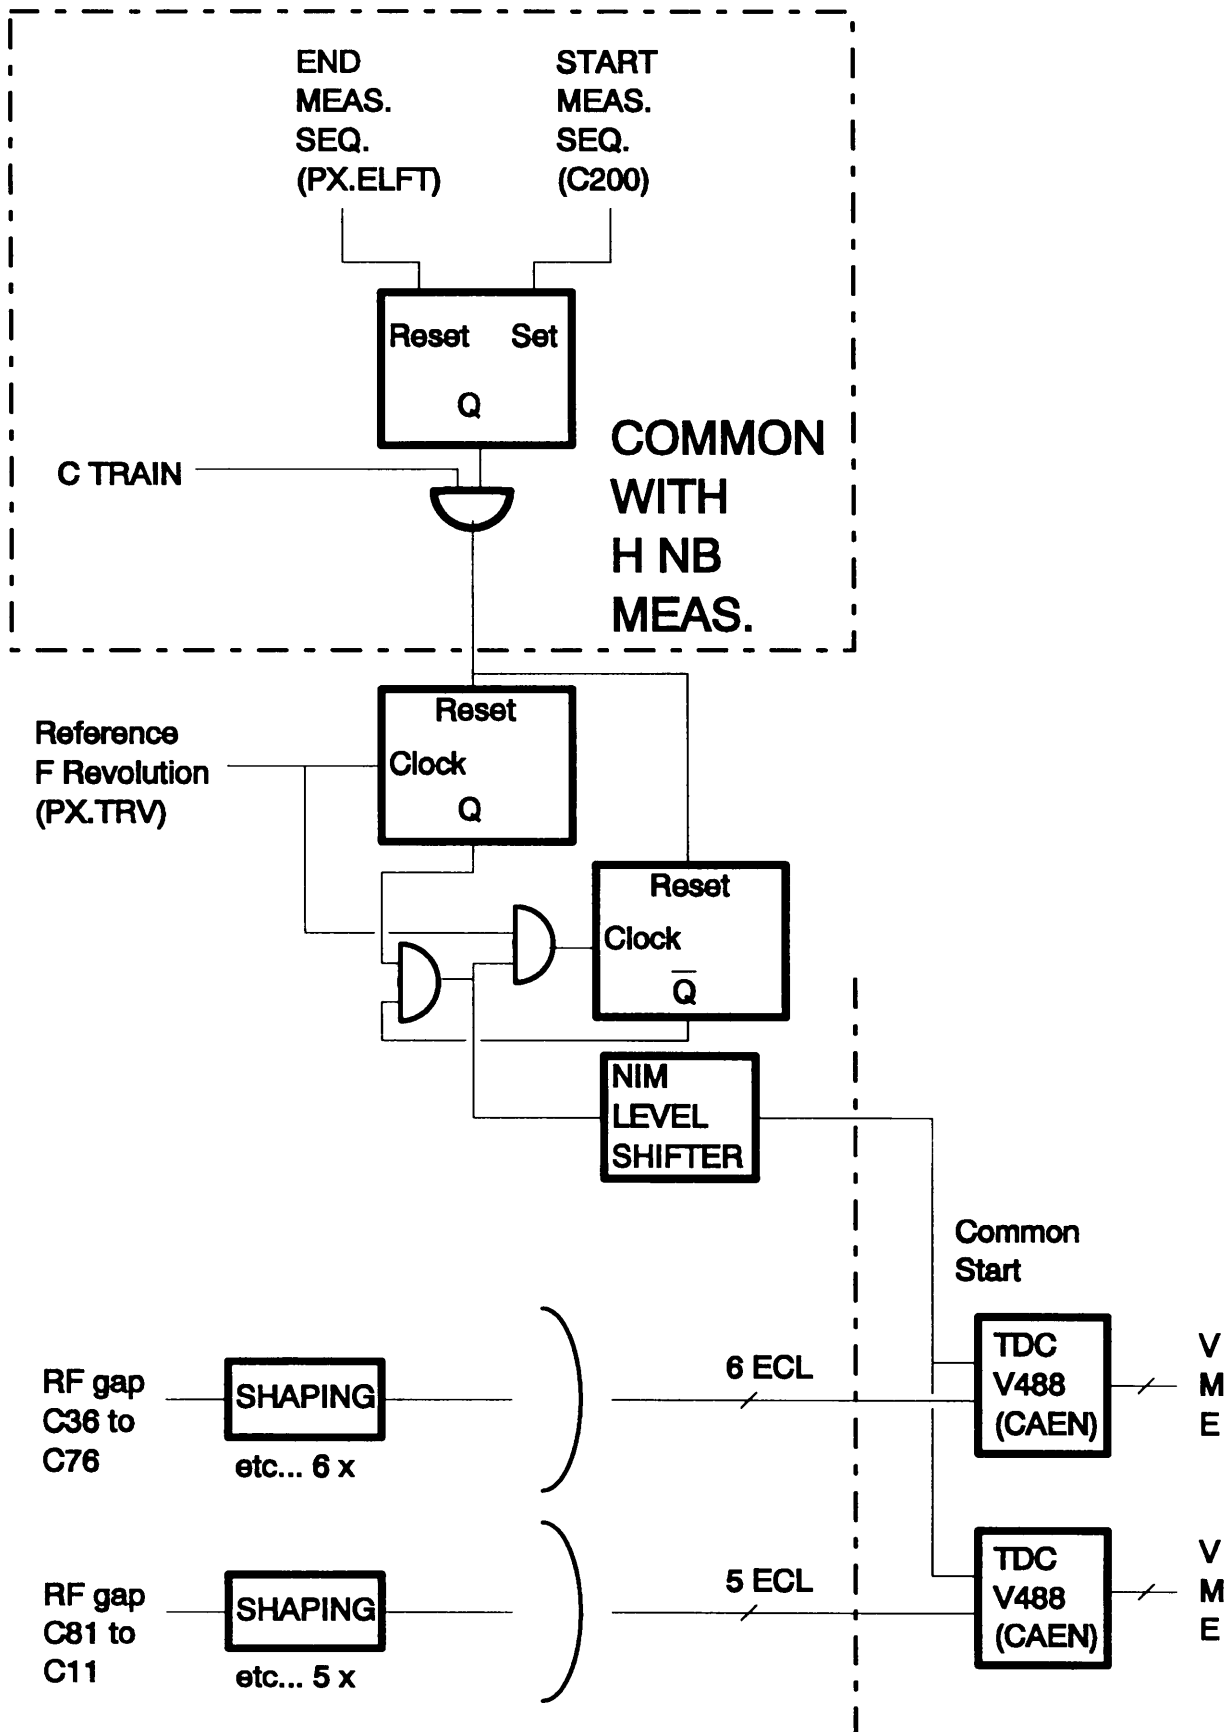 END
MEAS.
SEQ.
(PX.ELFT)
START
MEAS.
SEQ.
(C200)
Reset Set
Q
C TRAIN
COMMON
WITH
H NB
MEAS.
Reference
F Revolution
(PX.TRV)
Reset
Clock
Q
Reset
Clock
Q̅
NIM
LEVEL
SHIFTER
Common
Start
RF gap
C36 to
C76
SHAPING
etc... 6 x
6 ECL
TDC
V488
(CAEN)
V
M
E
RF gap
C81 to
C11
SHAPING
etc... 5 x
5 ECL
TDC
V488
(CAEN)
V
M
E